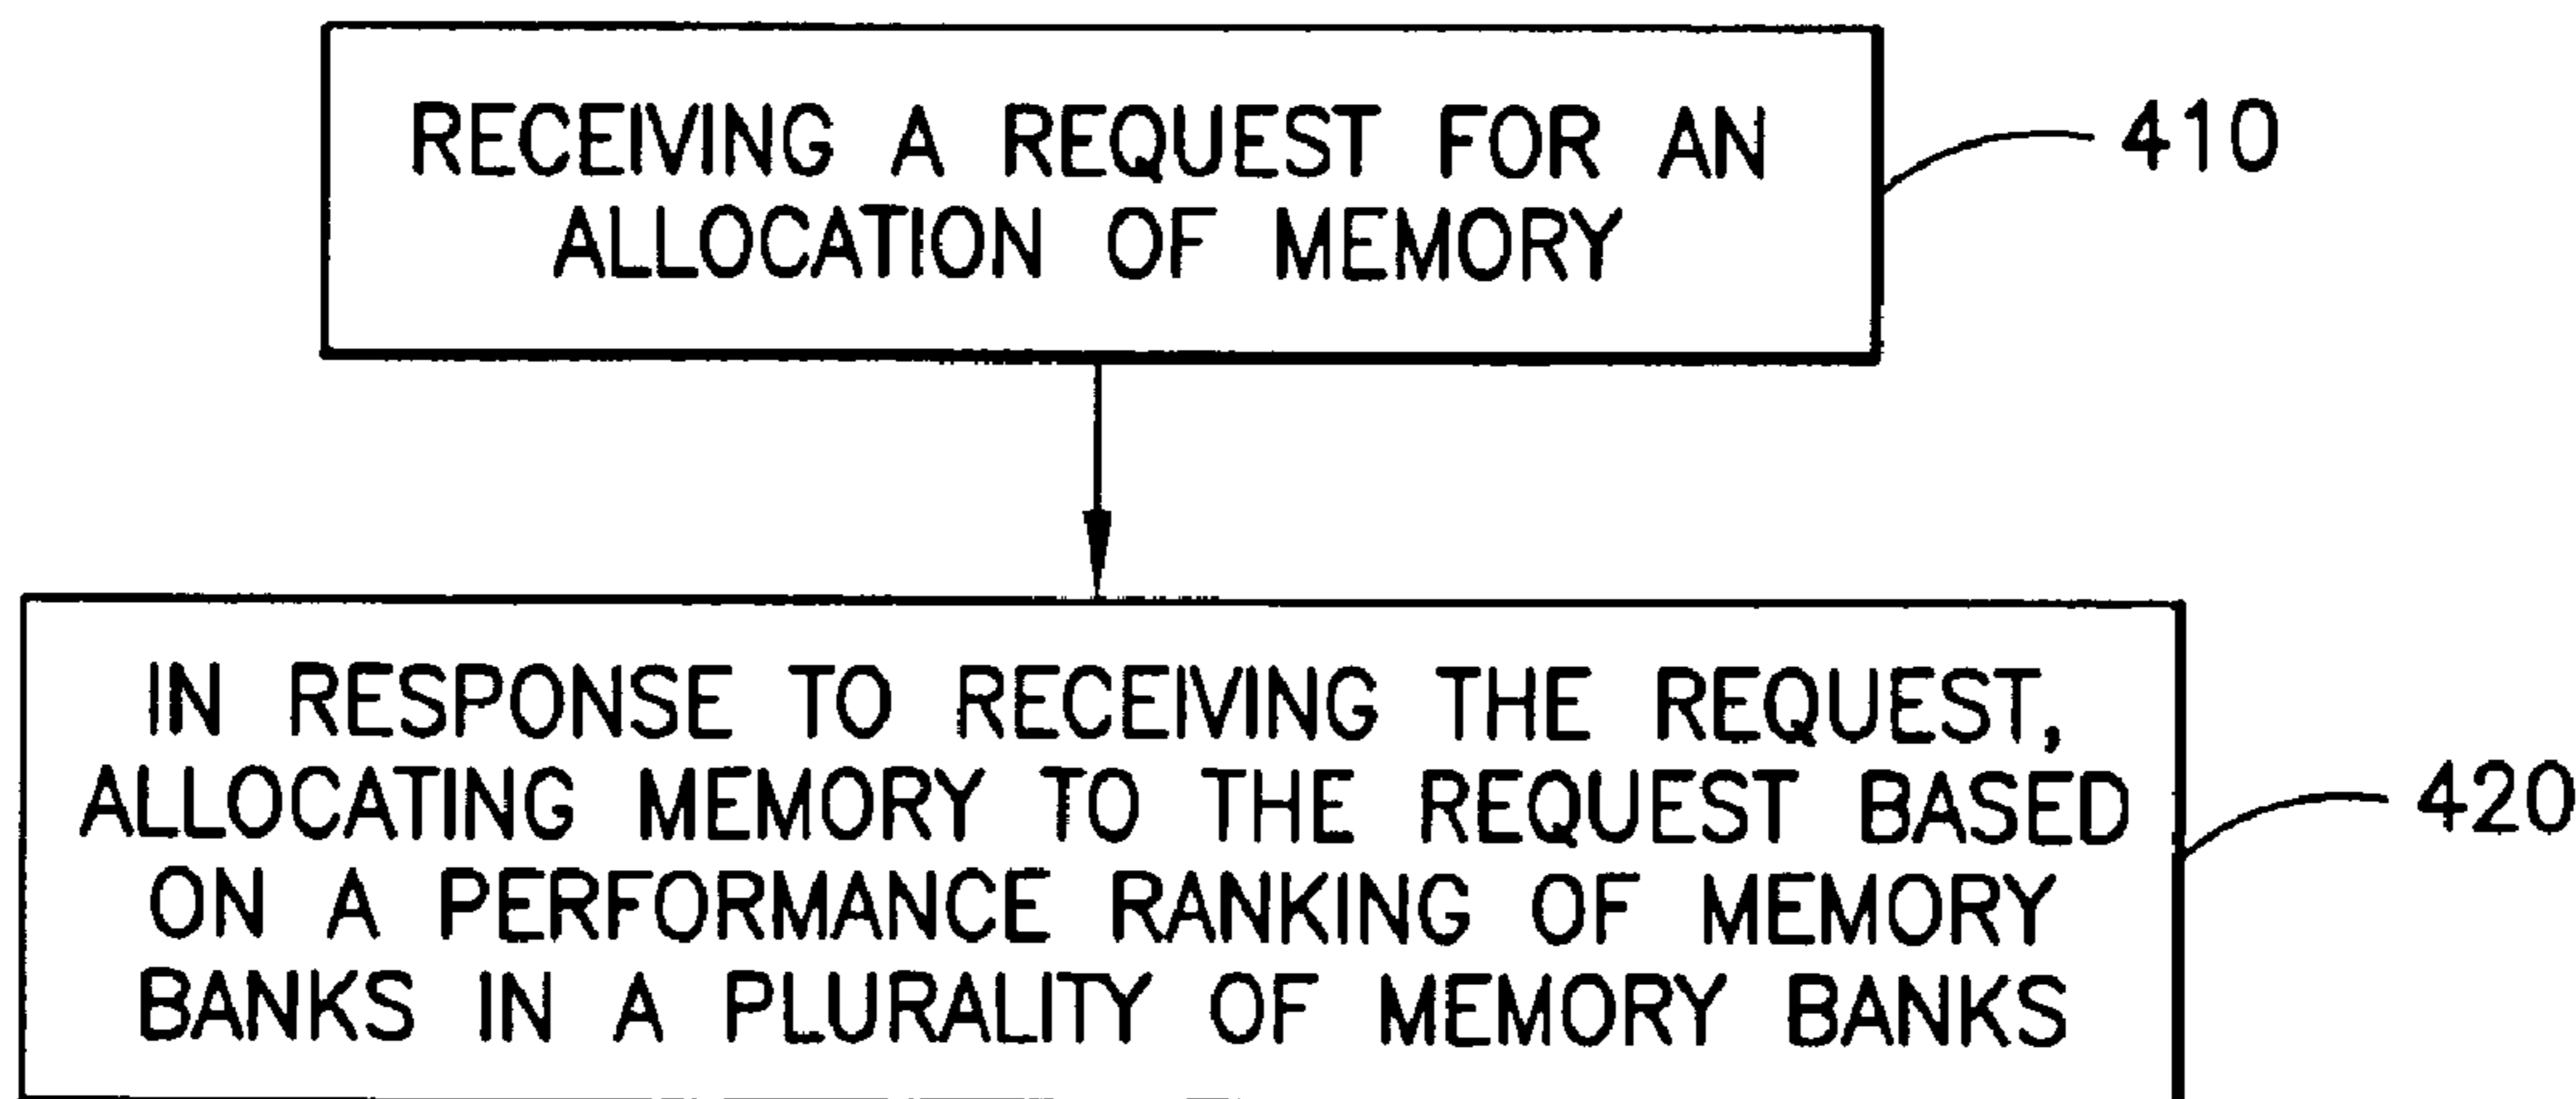 RECEIVING A REQUEST FOR AN
ALLOCATION OF MEMORY
410
IN RESPONSE TO RECEIVING THE REQUEST,
ALLOCATING MEMORY TO THE REQUEST BASED
ON A PERFORMANCE RANKING OF MEMORY
BANKS IN A PLURALITY OF MEMORY BANKS
420